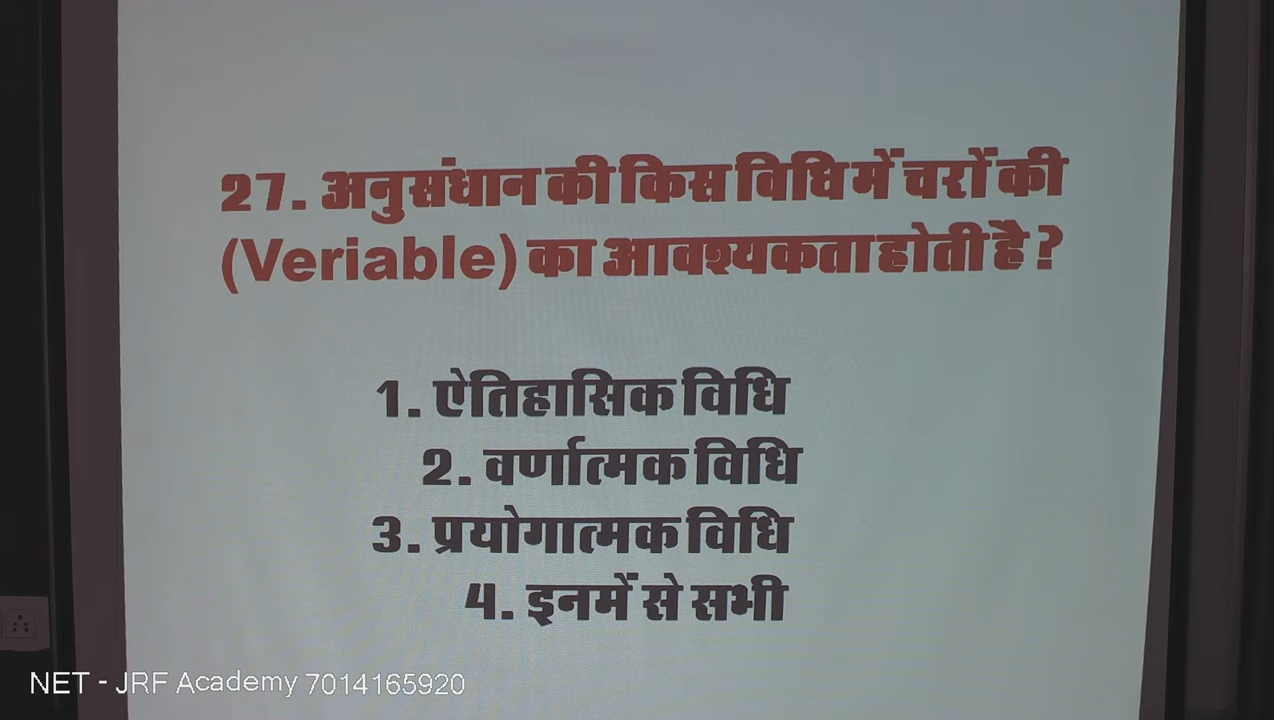 27. अनुसंधान की किस विधि में चरों की
(Veriable) का आवश्यकता होती है ?
1. ऐतिहासिक विधि
2. वर्णात्मक विधि
3. प्रयोगात्मक विधि
4. इनमें से सभी
NET - JRF Academy 7014165920